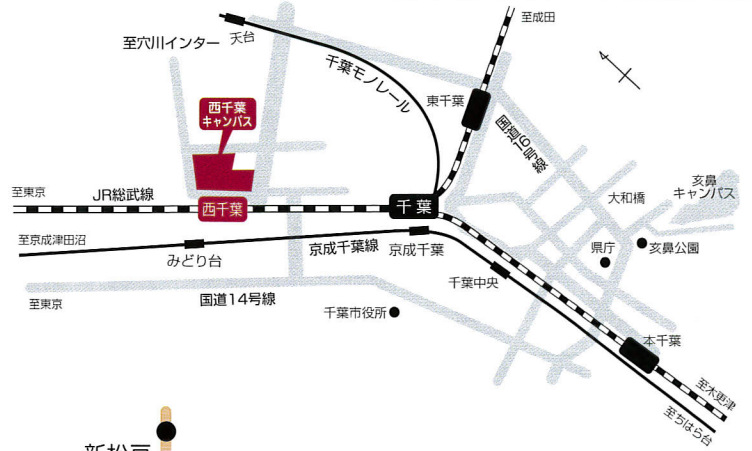 至成田
天台
至穴川インター
千葉モノレール
東千葉
国道16号線
西千葉
キャンパス
亥鼻
キャンパス
大和橋
至東京
JR総武線
西千葉
千葉
至京成津田沼
京成千葉線
京成千葉
県庁
亥鼻公園
みどり台
千葉中央
至東京
国道14号線
千葉市役所
本千葉
至木更津
至ちはら台
新松戸